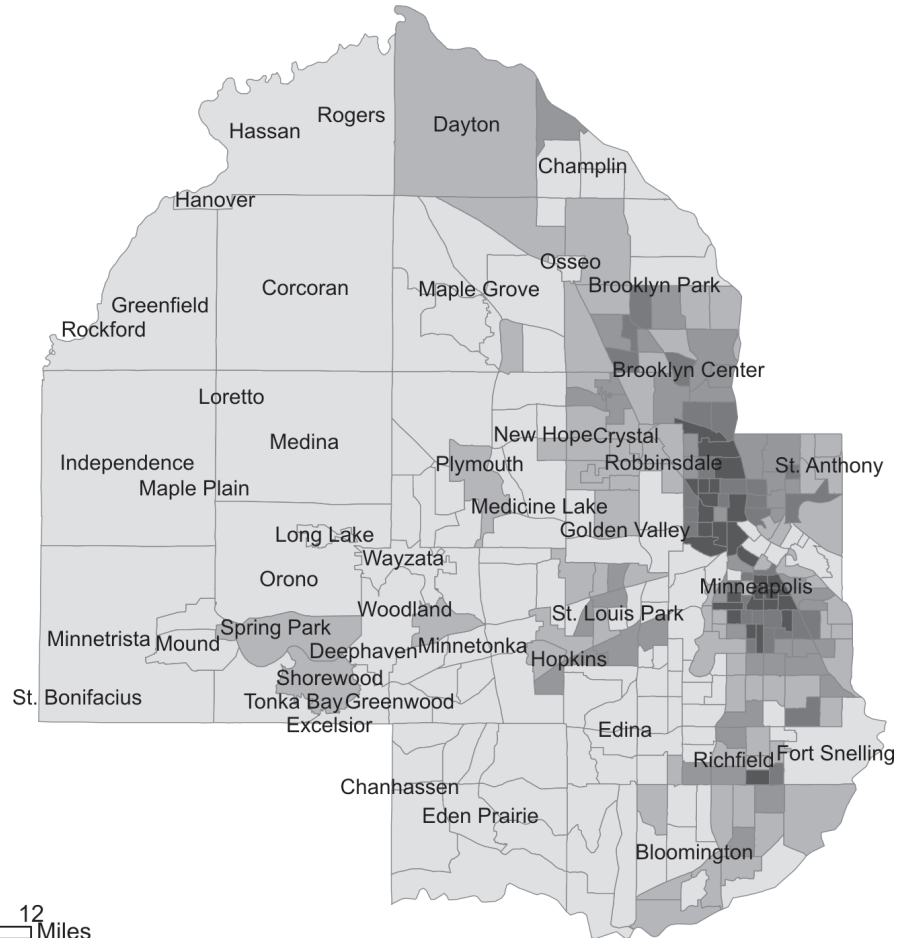 Rogers
Hassan
Dayton
Champlin
Hanover
Osseo
Corcoran
Maple Grove
Brooklyn Park
Greenfield
Rockford
Brooklyn Center
Loretto
New Hope
Crystal
Medina
Independence
Plymouth
Robbinsdale
St. Anthony
Maple Plain
Medicine Lake
Golden Valley
Long Lake
Wayzata
Orono
Minneapolis
Woodland
St. Louis Park
Spring Park
Minnetrista
Mound
Deephaven
Minnetonka
Hopkins
Shorewood
St. Bonifacius
Tonka Bay
Greenwood
Excelsior
Edina
Richfield
Fort Snelling
Chanhassen
Eden Prairie
Bloomington
12
Miles